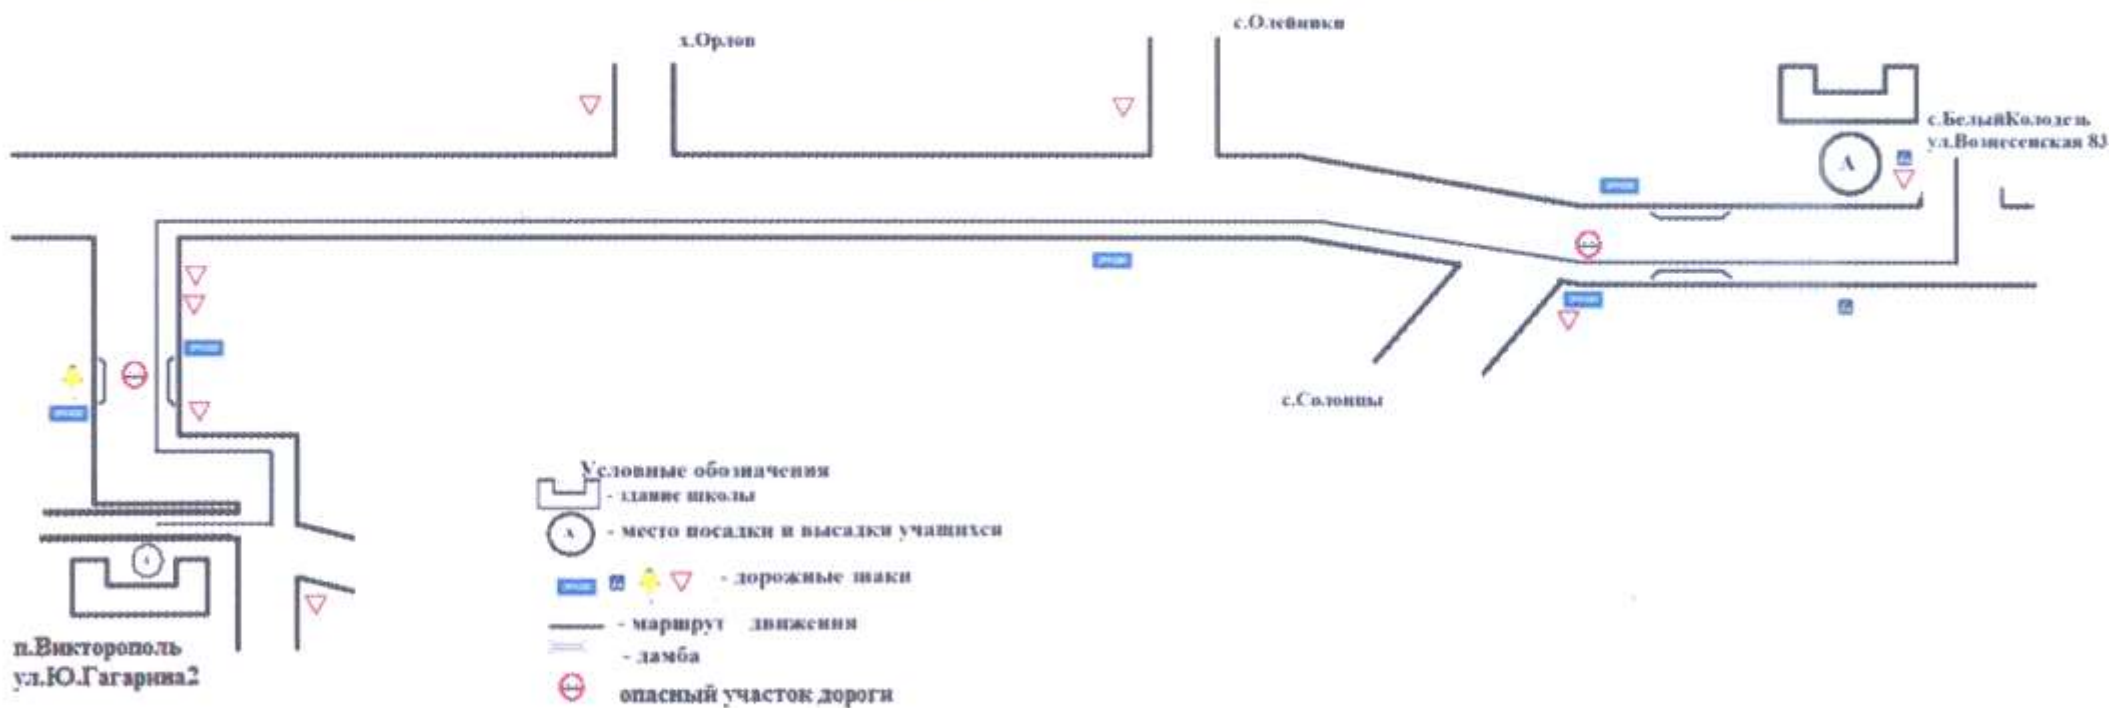 х.Орлов
с.Олейники
с.БелыйКолодезь
ул.Вознесенская 83
А
с.Солонцы
Условные обозначения
- здание школы
А - место посадки и высадки учащихся
- дорожные знаки
- маршрут движения
- дамба
опасный участок дороги
А
п.Викторополь
ул.Ю.Гагарина2